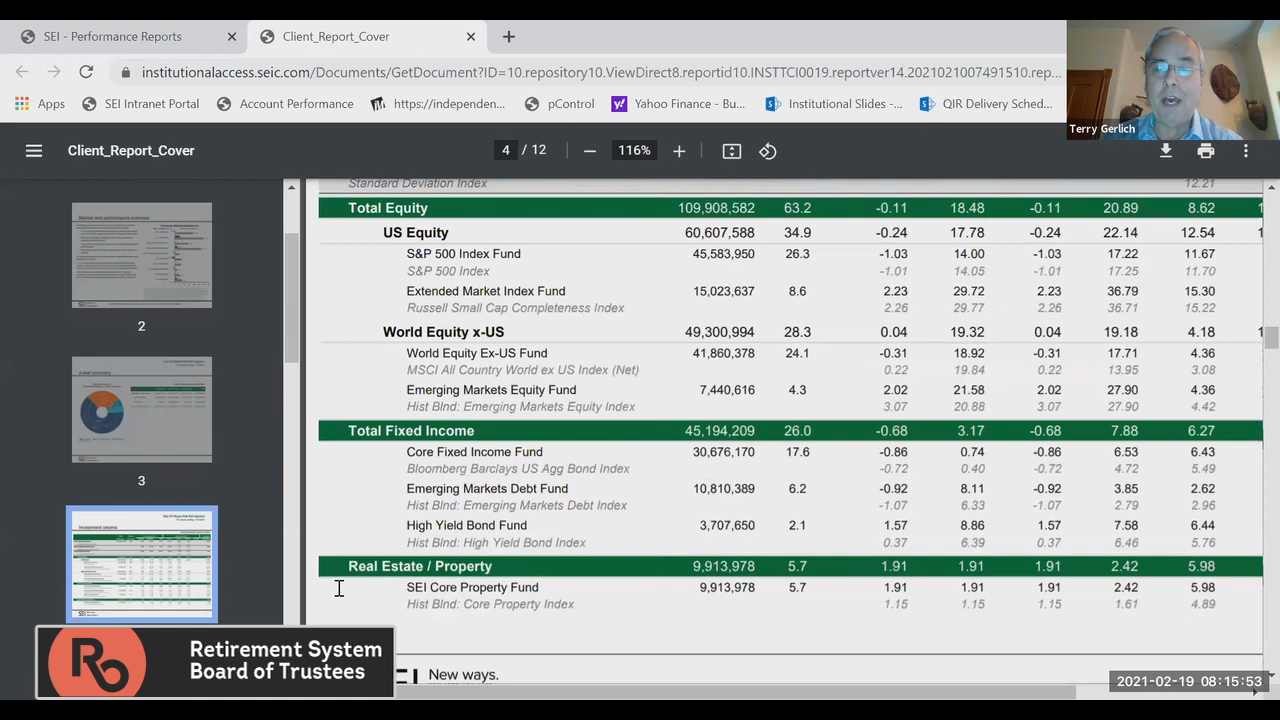 SEI - Performance Reports
Client_Report_Cover
institutionalaccess.seic.com/Documents/GetDocument?ID=10.repository10.ViewDirect8.reportid10.INSTTCI0019.reportver14.2021021007491510.rep...
Apps SEI Intranet Portal Account Performance https://independen... pControl Yahoo Finance - Bu... Institutional Slides -... QIR Delivery Sched...
Terry Gerlich
Client_Report_Cover 4 / 12 116%
Standard Deviation Index 12.21
Total Equity 109,908,582 63.2 -0.11 18.48 -0.11 20.89 8.62 1
US Equity 60,607,588 34.9 -0.24 17.78 -0.24 22.14 12.54 1
S&P 500 Index Fund 45,583,950 26.3 -1.03 14.00 -1.03 17.22 11.67
S&P 500 Index -1.01 14.05 -1.01 17.25 11.70
Extended Market Index Fund 15,023,637 8.6 2.23 29.72 2.23 36.79 15.30
Russell Small Cap Completeness Index 2.26 29.77 2.26 36.71 15.22
World Equity x-US 49,300,994 28.3 0.04 19.32 0.04 19.18 4.18 1
World Equity Ex-US Fund 41,860,378 24.1 -0.31 18.92 -0.31 17.71 4.36
MSCI All Country World ex US Index (Net) 0.22 19.84 0.22 13.95 3.08
Emerging Markets Equity Fund 7,440,616 4.3 2.02 21.58 2.02 27.90 4.36
Hist Blnd: Emerging Markets Equity Index 3.07 20.88 3.07 27.90 4.42
Total Fixed Income 45,194,209 26.0 -0.68 3.17 -0.68 7.88 6.27
Core Fixed Income Fund 30,676,170 17.6 -0.86 0.74 -0.86 6.53 6.43
Bloomberg Barclays US Agg Bond Index -0.72 0.40 -0.72 4.72 5.49
Emerging Markets Debt Fund 10,810,389 6.2 -0.92 8.11 -0.92 3.85 2.62
Hist Blnd: Emerging Markets Debt Index -1.07 6.33 -1.07 2.79 2.96
High Yield Bond Fund 3,707,650 2.1 1.57 8.86 1.57 7.58 6.44
Hist Blnd: High Yield Bond Index 0.37 6.39 0.37 6.46 5.76
Real Estate / Property 9,913,978 5.7 1.91 1.91 1.91 2.42 5.98
SEI Core Property Fund 9,913,978 5.7 1.91 1.91 1.91 2.42 5.98
Hist Blnd: Core Property Index 1.15 1.15 1.15 1.61 4.89
New ways.
2
Asset summary
3
Investment returns
Ro
Retirement System
Board of Trustees
2021-02-19 08:15:53